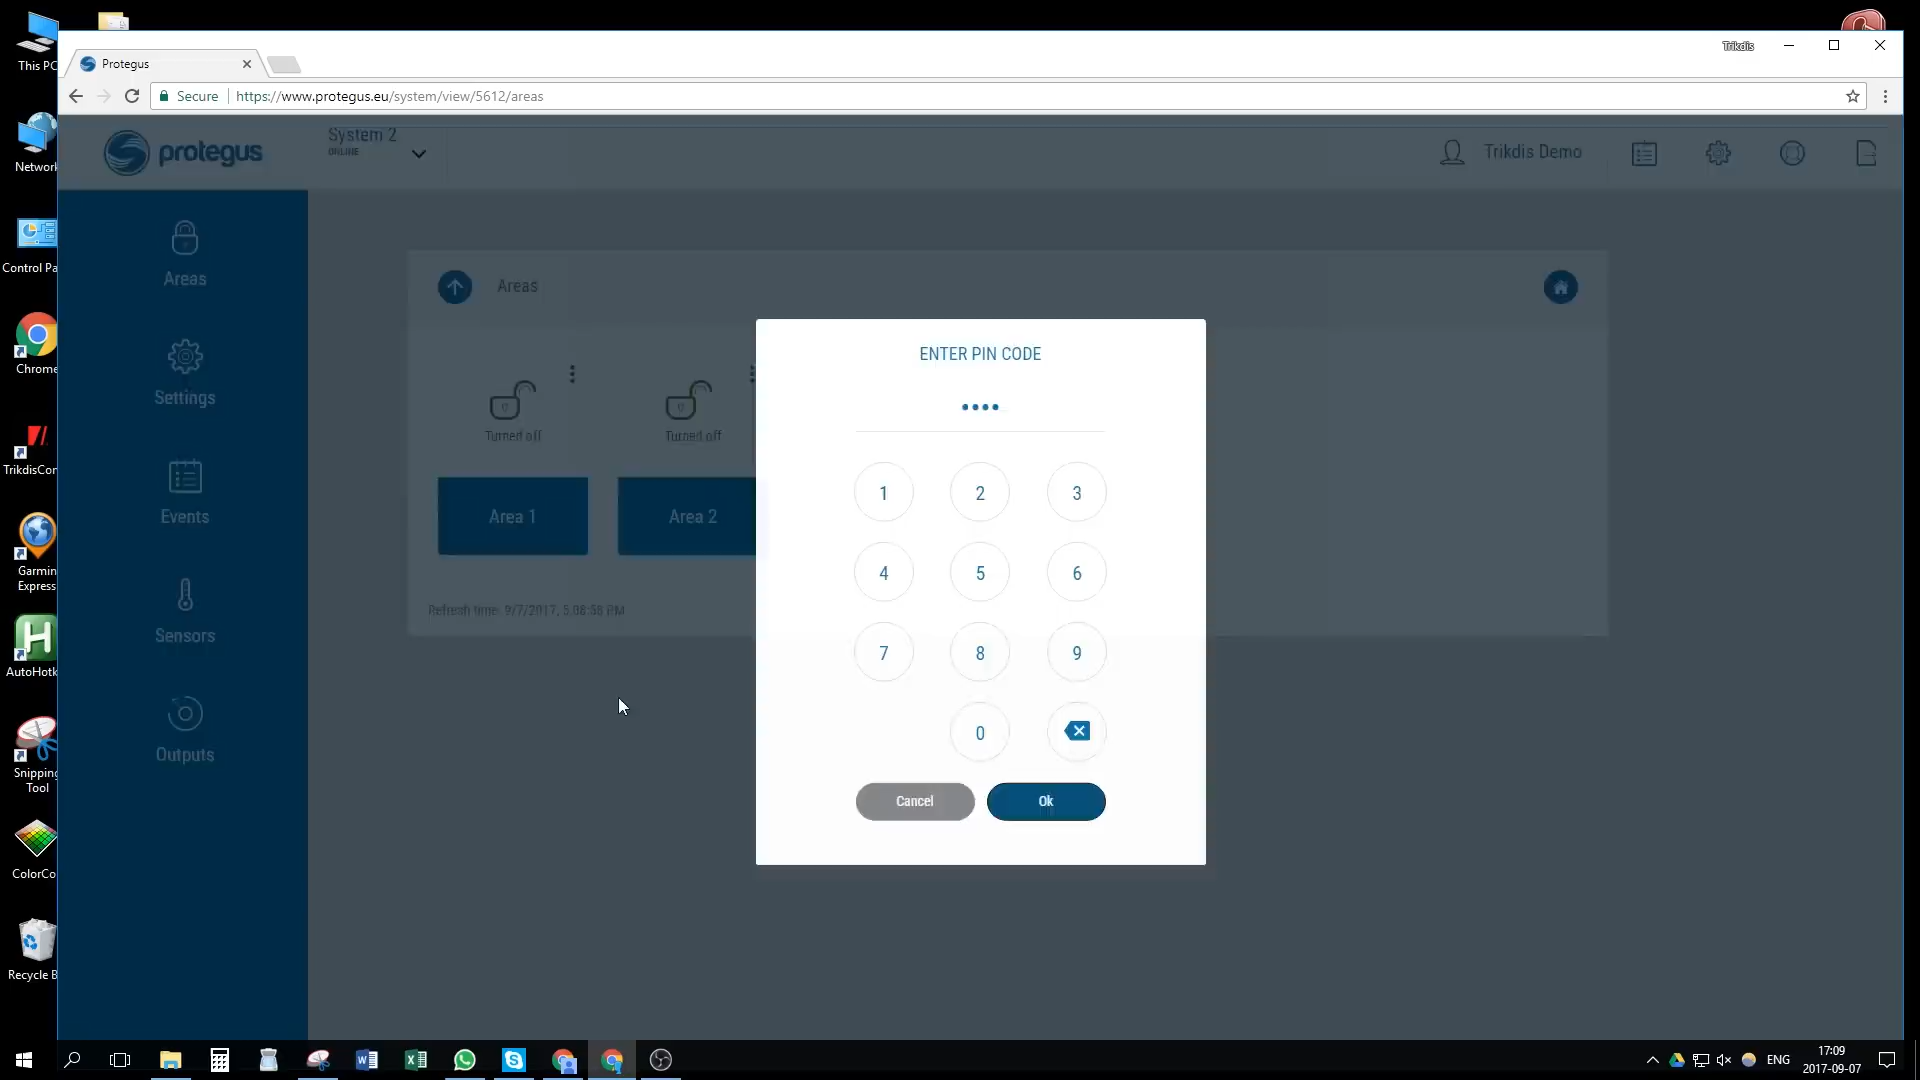 This PC
Network
Control Pa
Chrome
TrikdisCon
Garmin
Express
AutoHotk
Snipping
Tool
ColorCo
Recycle B
Trikdis
Protegus
Secure
https://www.protegus.eu/system/view/5612/areas
protegus
System 2
ONLINE
Trikdis Demo
Areas
Settings
Events
Sensors
Outputs
Areas
Turned off
Turned off
Area 1
Area 2
Refresh time: 9/7/2017, 5:08:58 PM
ENTER PIN CODE
1 2 3
4 5 6
7 8 9
0
Cancel
Ok
ENG
17:09
2017-09-07